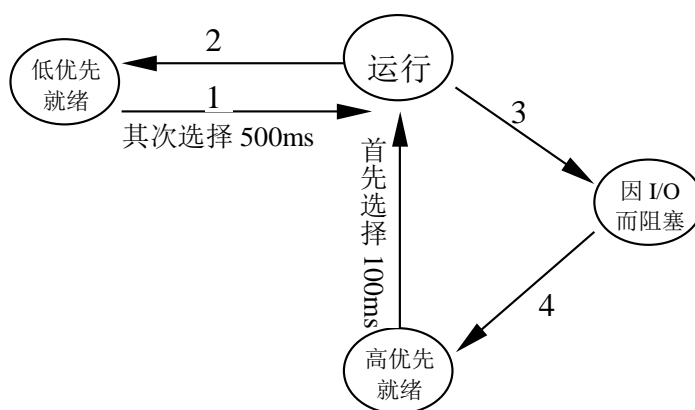 2
运行
低优先
就绪
1
其次选择 500ms
3
首先选择 100ms
因 I/O
而阻塞
4
高优先
就绪